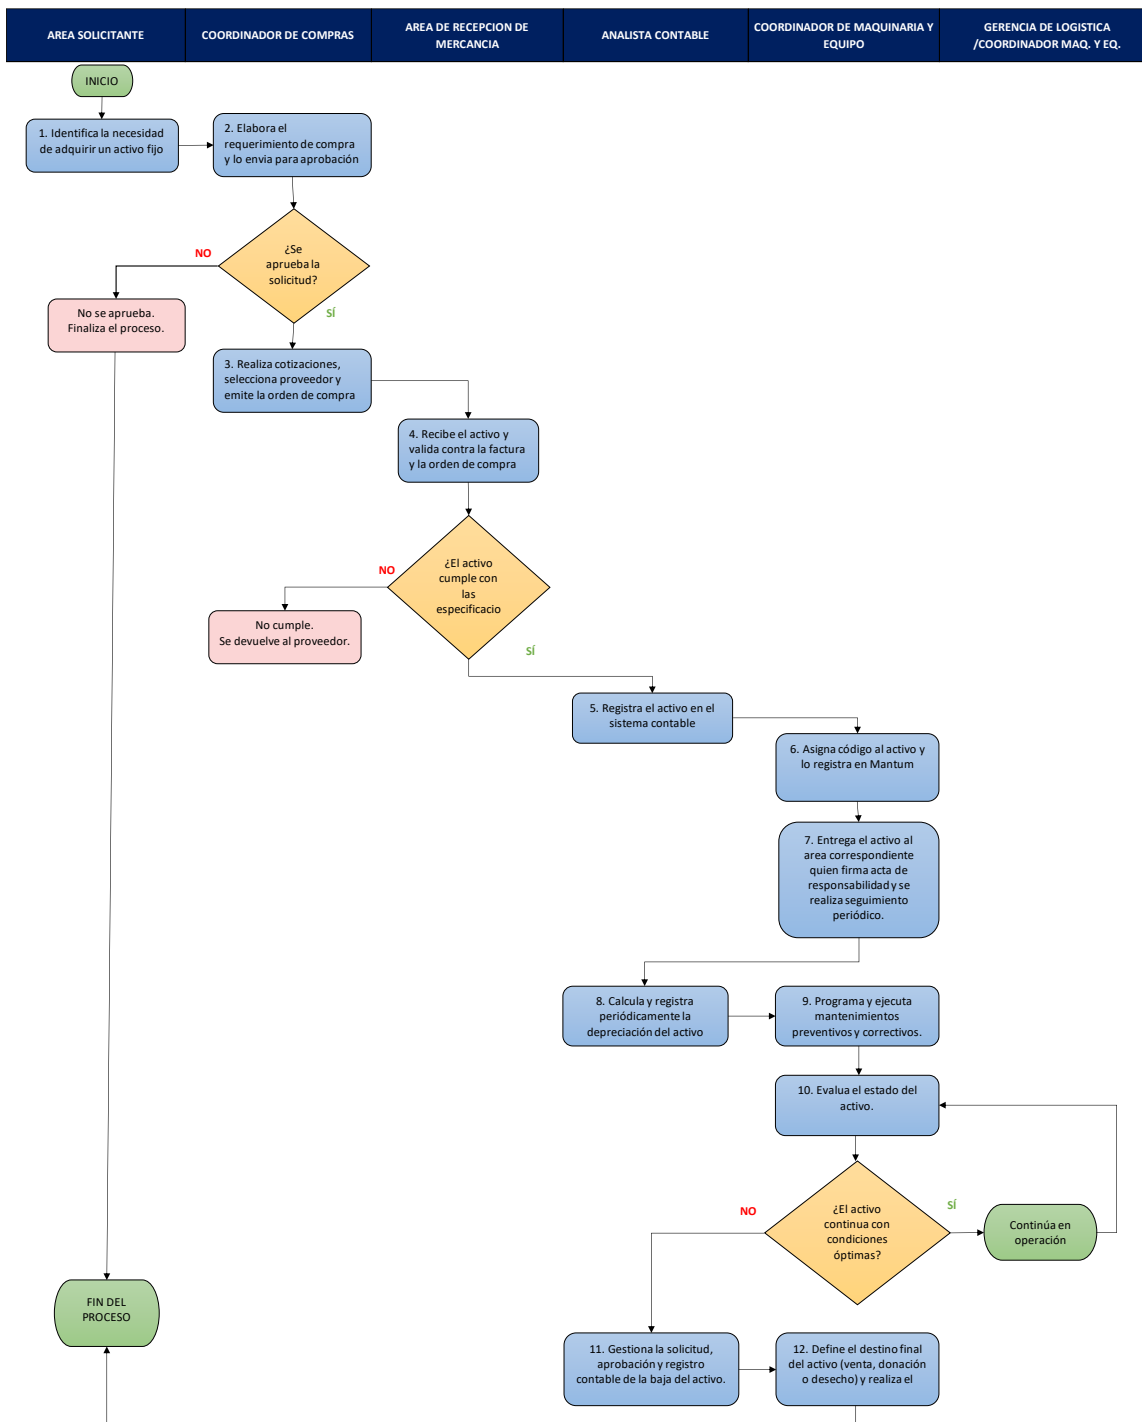 AREA SOLICITANTE
COORDINADOR DE COMPRAS
AREA DE RECEPCION DE
MERCANCIA
ANALISTA CONTABLE
COORDINADOR DE MAQUINARIA Y
EQUIPO
GERENCIA DE LOGISTICA
/COORDINADOR MAQ. Y EQ.
INICIO
1. Identifica la necesidad
de adquirir un activo fijo
2. Elabora el
requerimiento de compra
y lo envia para aprobación
¿Se
aprueba la
solicitud?
NO
SÍ
No se aprueba.
Finaliza el proceso.
3. Realiza cotizaciones,
selecciona proveedor y
emite la orden de compra
4. Recibe el activo y
valida contra la factura
y la orden de compra
¿El activo
cumple con
las
especificacio
NO
SÍ
No cumple.
Se devuelve al proveedor.
5. Registra el activo en el
sistema contable
6. Asigna código al activo y
lo registra en Mantum
7. Entrega el activo al
area correspondiente
quien firma acta de
responsabilidad y se
realiza seguimiento
periódico.
8. Calcula y registra
periódicamente la
depreciación del activo
9. Programa y ejecuta
mantenimientos
preventivos y correctivos.
10. Evalua el estado del
activo.
¿El activo
continua con
condiciones
óptimas?
NO
SÍ
Continúa en
operación
FIN DEL
PROCESO
11. Gestiona la solicitud,
aprobación y registro
contable de la baja del activo.
12. Define el destino final
del activo (venta, donación
o desecho) y realiza el